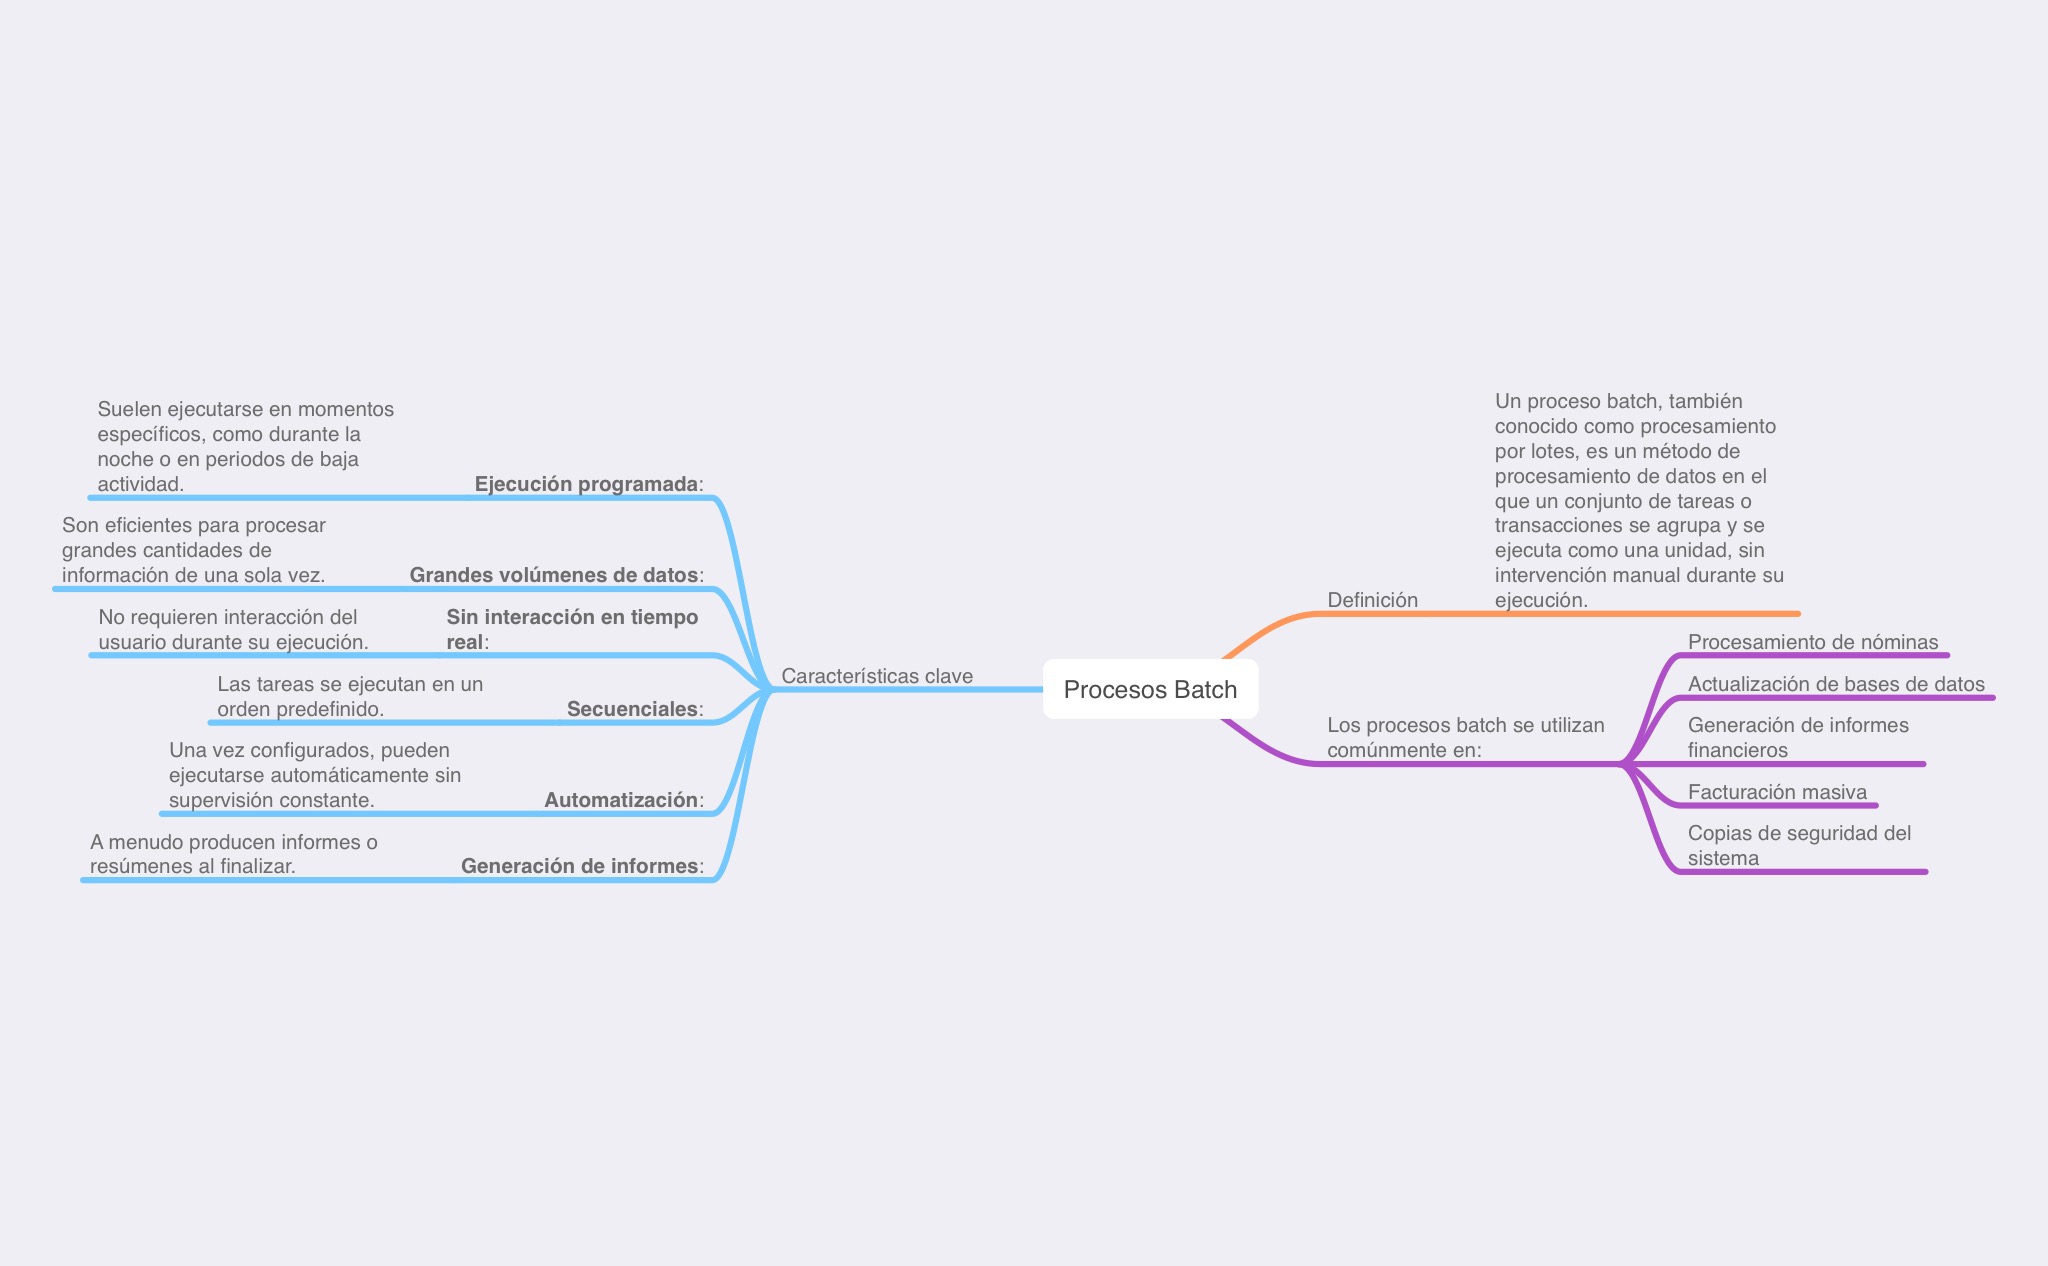 Procesos Batch
Definición
Un proceso batch, también
conocido como procesamiento
por lotes, es un método de
procesamiento de datos en el
que un conjunto de tareas o
transacciones se agrupa y se
ejecuta como una unidad, sin
intervención manual durante su
ejecución.
Los procesos batch se utilizan
comúnmente en:
Procesamiento de nóminas
Actualización de bases de datos
Generación de informes
financieros
Facturación masiva
Copias de seguridad del
sistema
Características clave
Ejecución programada:
Suelen ejecutarse en momentos
específicos, como durante la
noche o en periodos de baja
actividad.
Grandes volúmenes de datos:
Son eficientes para procesar
grandes cantidades de
información de una sola vez.
Sin interacción en tiempo
real:
No requieren interacción del
usuario durante su ejecución.
Secuenciales:
Las tareas se ejecutan en un
orden predefinido.
Automatización:
Una vez configurados, pueden
ejecutarse automáticamente sin
supervisión constante.
Generación de informes:
A menudo producen informes o
resúmenes al finalizar.